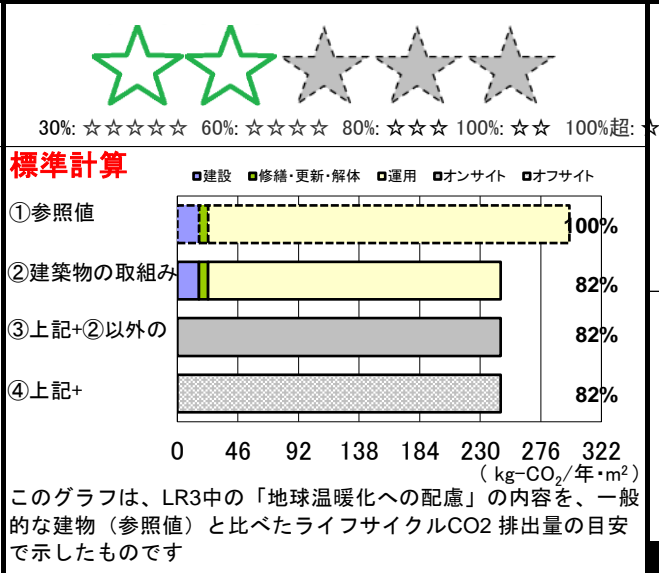 30%: ☆☆☆☆☆ 60%: ☆☆☆☆ 80%: ☆☆☆ 100%: ☆☆ 100%超: ☆
標準計算
建設 修繕・更新・解体 運用 オンサイト オフサイト
①参照値 100%
②建築物の取組み 82%
③上記+②以外の 82%
④上記+ 82%
0 46 92 138 184 230 276 322
( kg-CO2/年・m2 )
このグラフは、LR3中の「地球温暖化への配慮」の内容を、一般
的な建物（参照値）と比べたライフサイクルCO2 排出量の目安
で示したものです